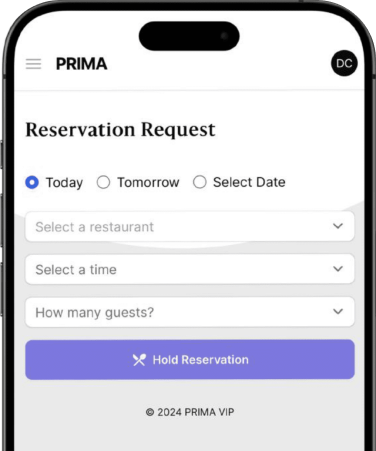 PRIMA DC
Reservation Request
Today Tomorrow Select Date
Select a restaurant
Select a time
How many guests?
Hold Reservation
© 2024 PRIMA VIP